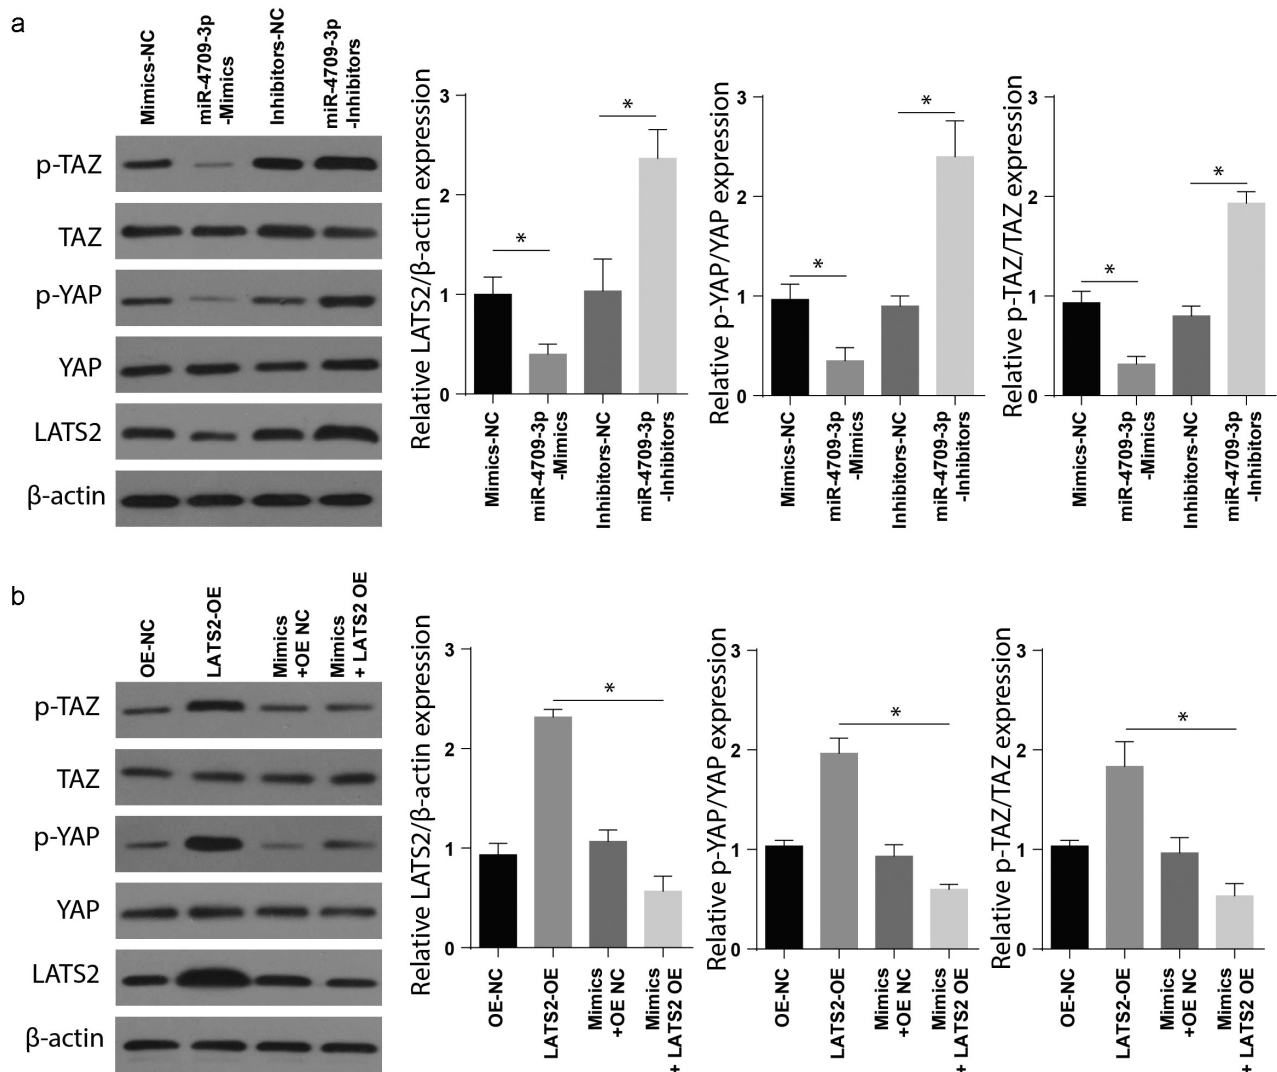 a
Mimics-NC
miR-4709-3p
-Mimics
Inhibitors-NC
miR-4709-3p
-Inhibitors
p-TAZ
TAZ
p-YAP
YAP
LATS2
β-actin
Relative LATS2/β-actin expression
3
2
1
0
*
*
Mimics-NC
miR-4709-3p
-Mimics
Inhibitors-NC
miR-4709-3p
-Inhibitors
Relative p-YAP/YAP expression
3
2
1
0
*
*
Mimics-NC
miR-4709-3p
-Mimics
Inhibitors-NC
miR-4709-3p
-Inhibitors
Relative p-TAZ/TAZ expression
3
2
1
0
*
*
Mimics-NC
miR-4709-3p
-Mimics
Inhibitors-NC
miR-4709-3p
-Inhibitors
b
OE-NC
LATS2-OE
Mimics
+OE NC
Mimics
+ LATS2 OE
p-TAZ
TAZ
p-YAP
YAP
LATS2
β-actin
Relative LATS2/β-actin expression
3
2
1
0
*
OE-NC
LATS2-OE
Mimics
+OE NC
Mimics
+ LATS2 OE
Relative p-YAP/YAP expression
3
2
1
0
*
OE-NC
LATS2-OE
Mimics
+OE NC
Mimics
+ LATS2 OE
Relative p-TAZ/TAZ expression
3
2
1
0
*
OE-NC
LATS2-OE
Mimics
+OE NC
Mimics
+ LATS2 OE